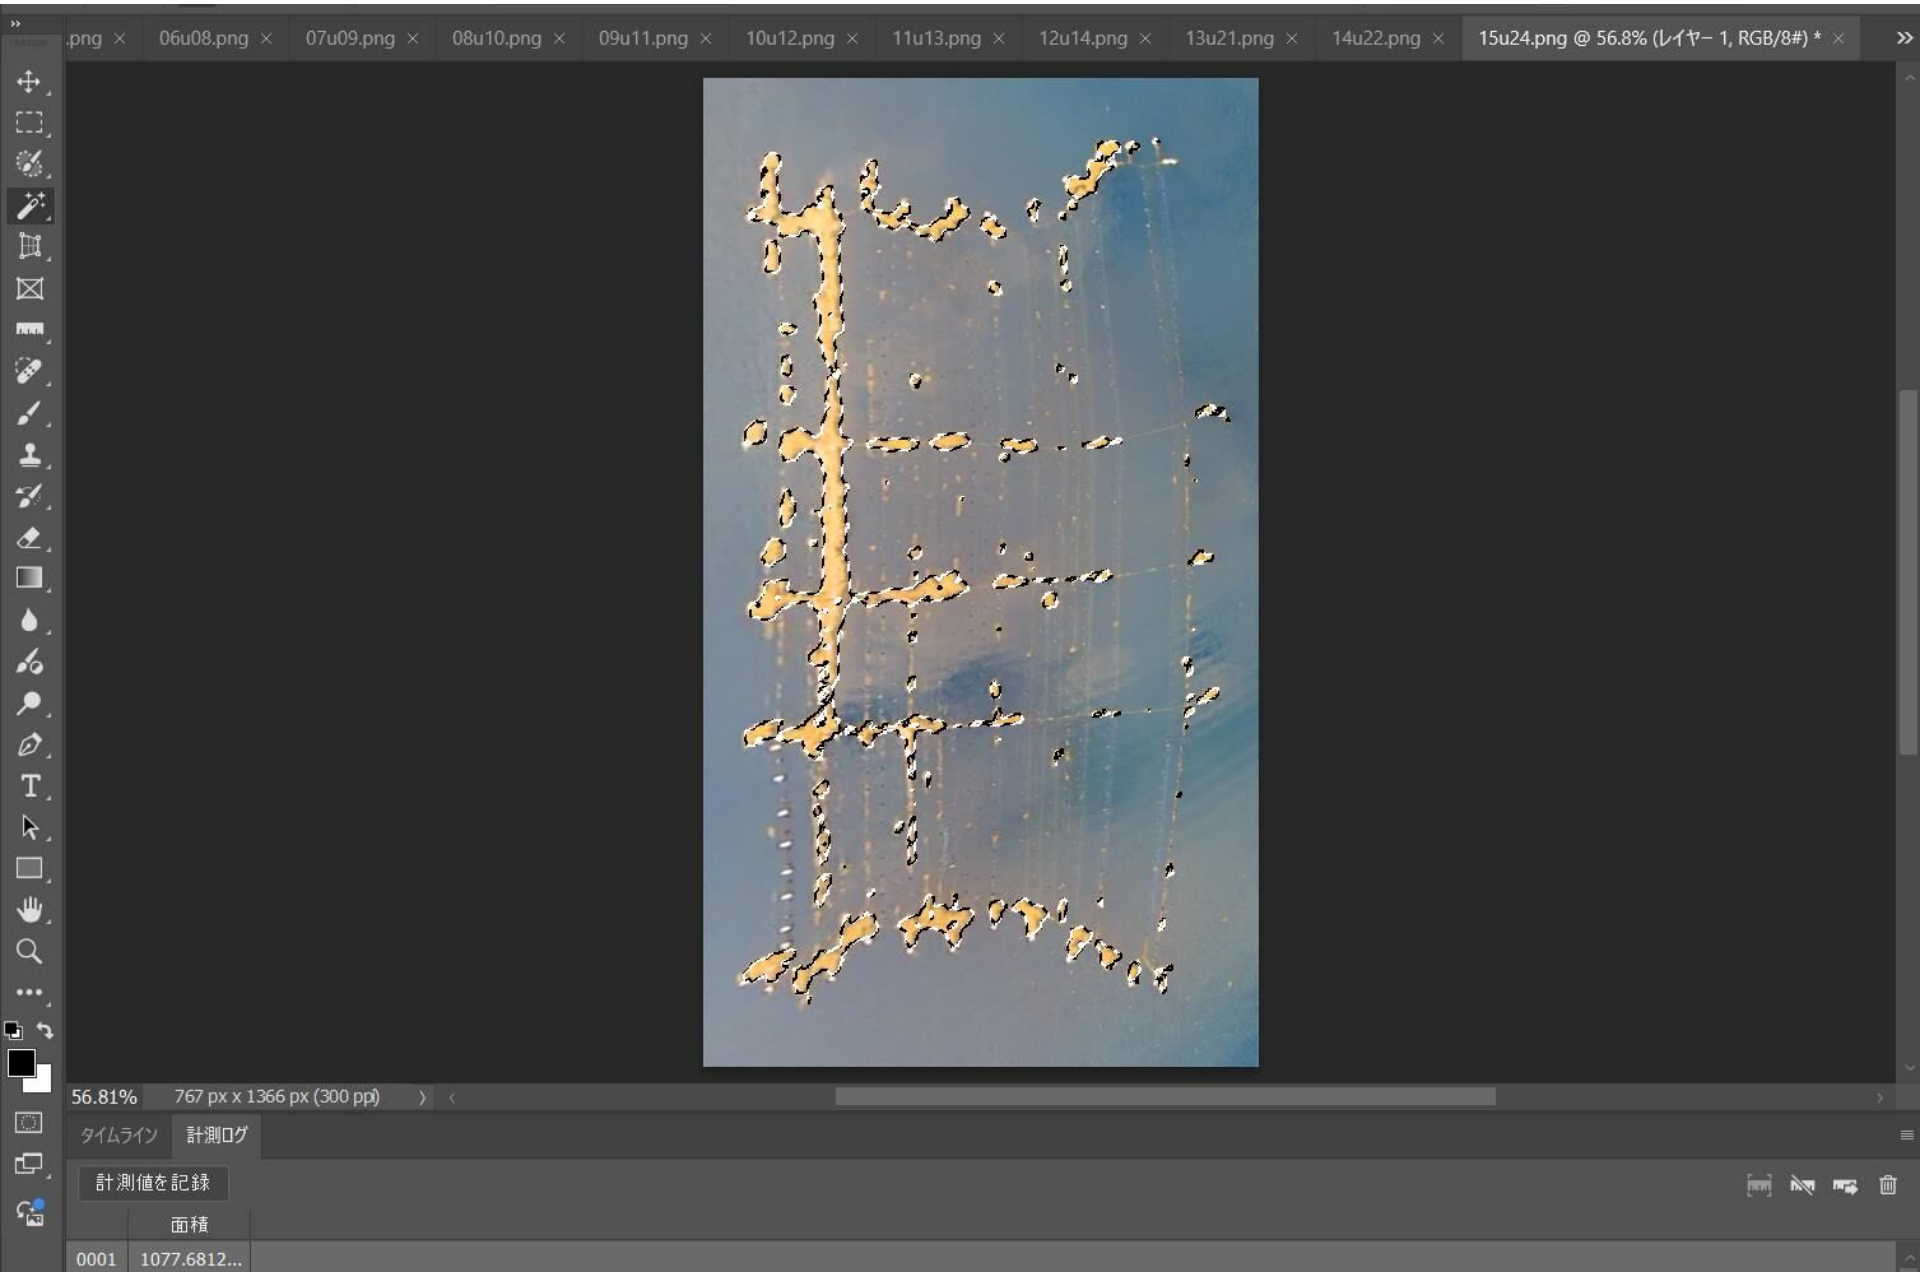 .png × 06u08.png × 07u09.png × 08u10.png × 09u11.png × 10u12.png × 11u13.png × 12u14.png × 13u21.png × 14u22.png × 15u24.png @ 56.8% (レイヤー 1, RGB/8#) * ×
56.81% 767 px x 1366 px (300 ppi)
タイムライン 計測ログ
計測値を記録
面積
0001 1077.6812...